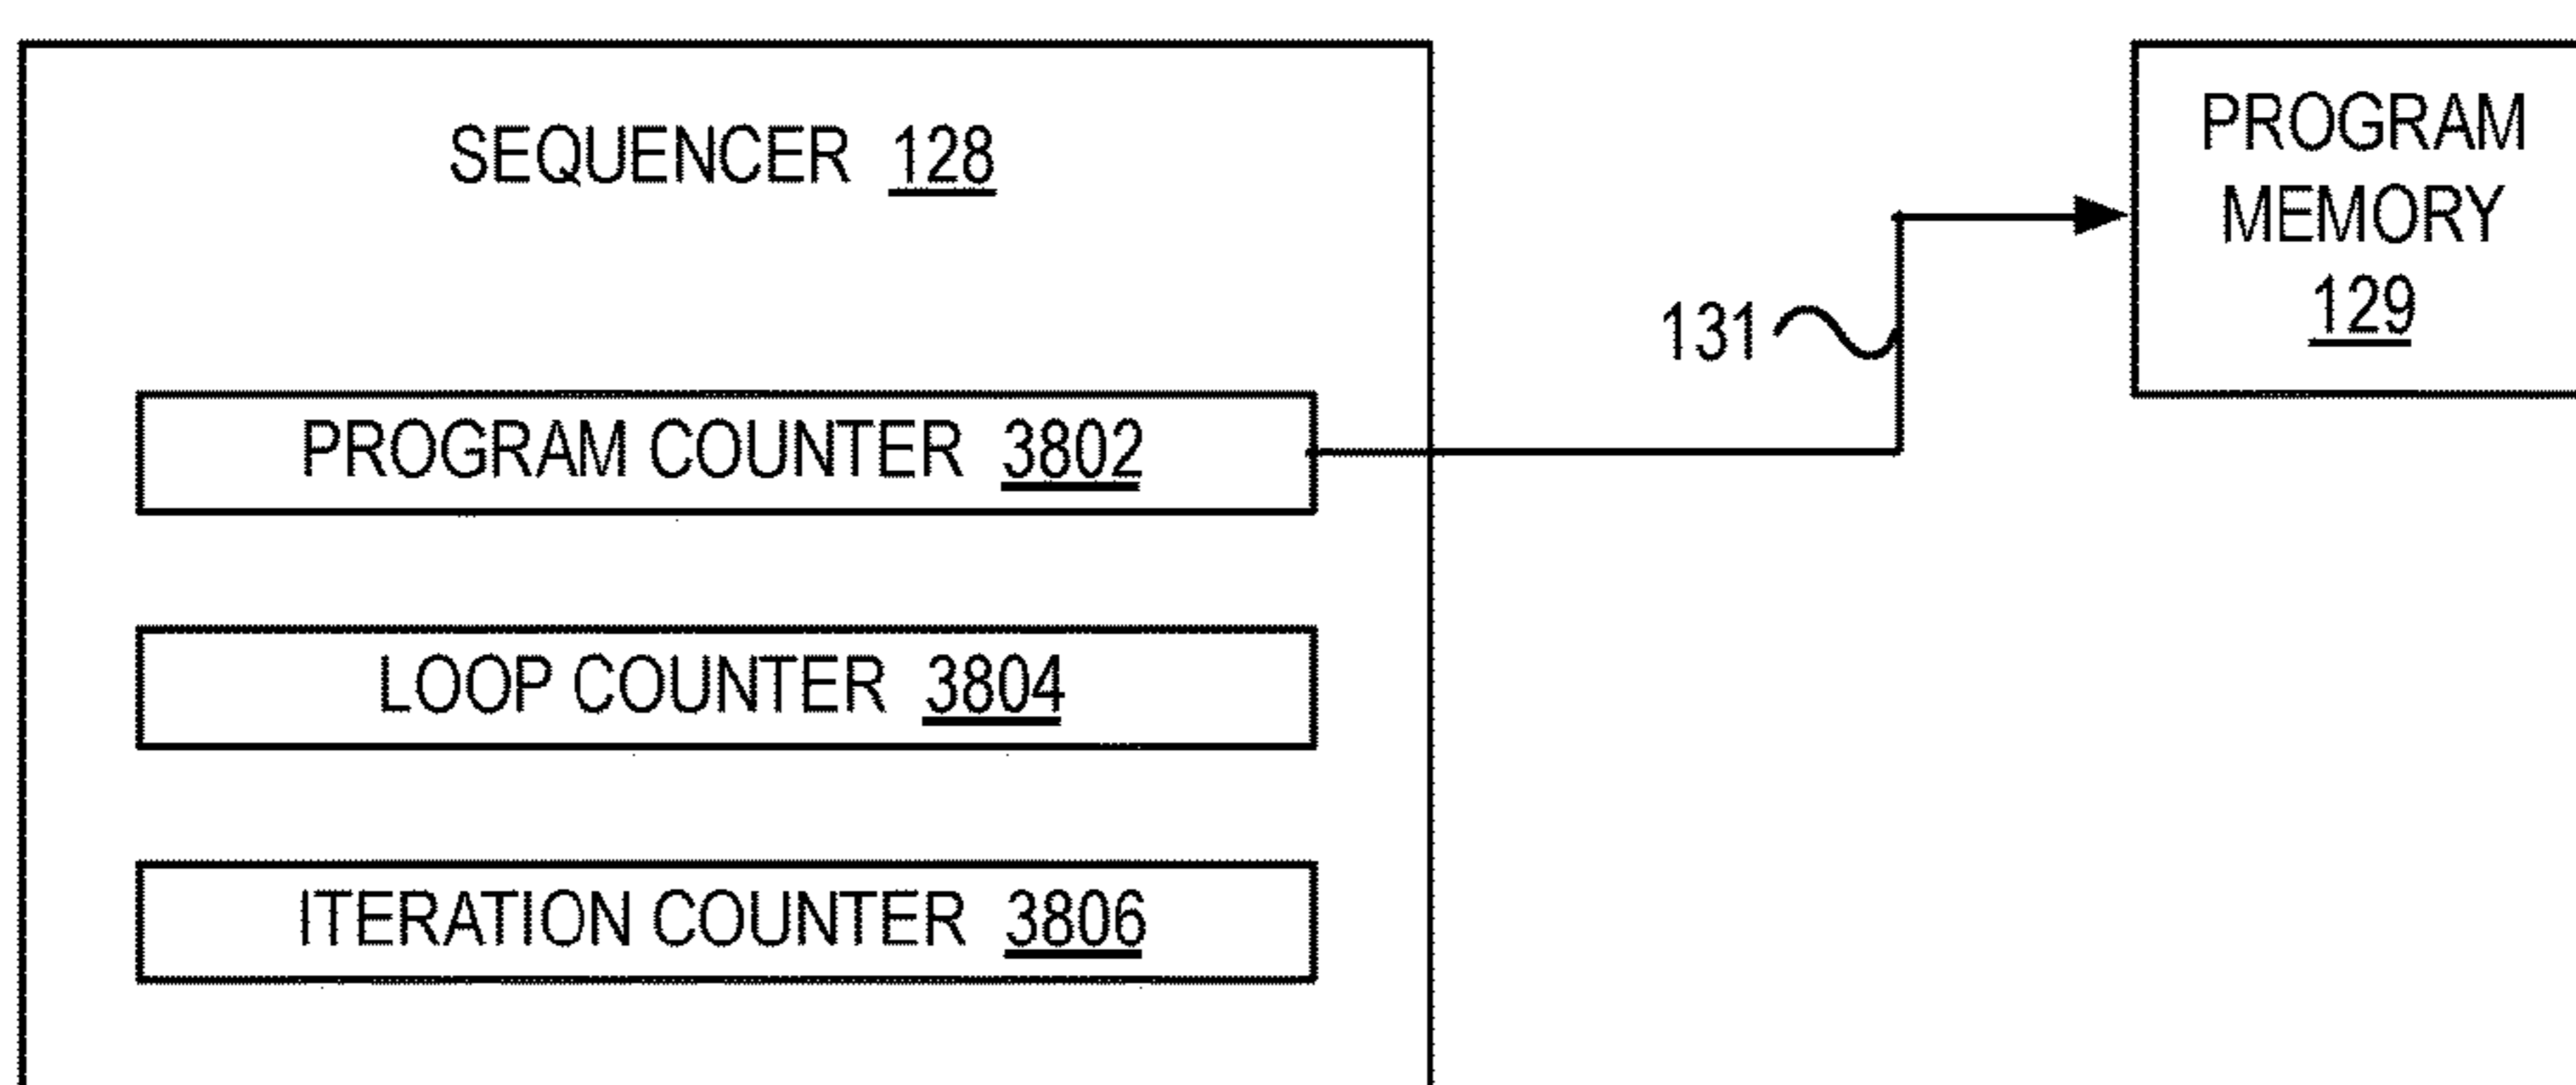 SEQUENCER 128
PROGRAM
MEMORY
129
131
PROGRAM COUNTER 3802
LOOP COUNTER 3804
ITERATION COUNTER 3806